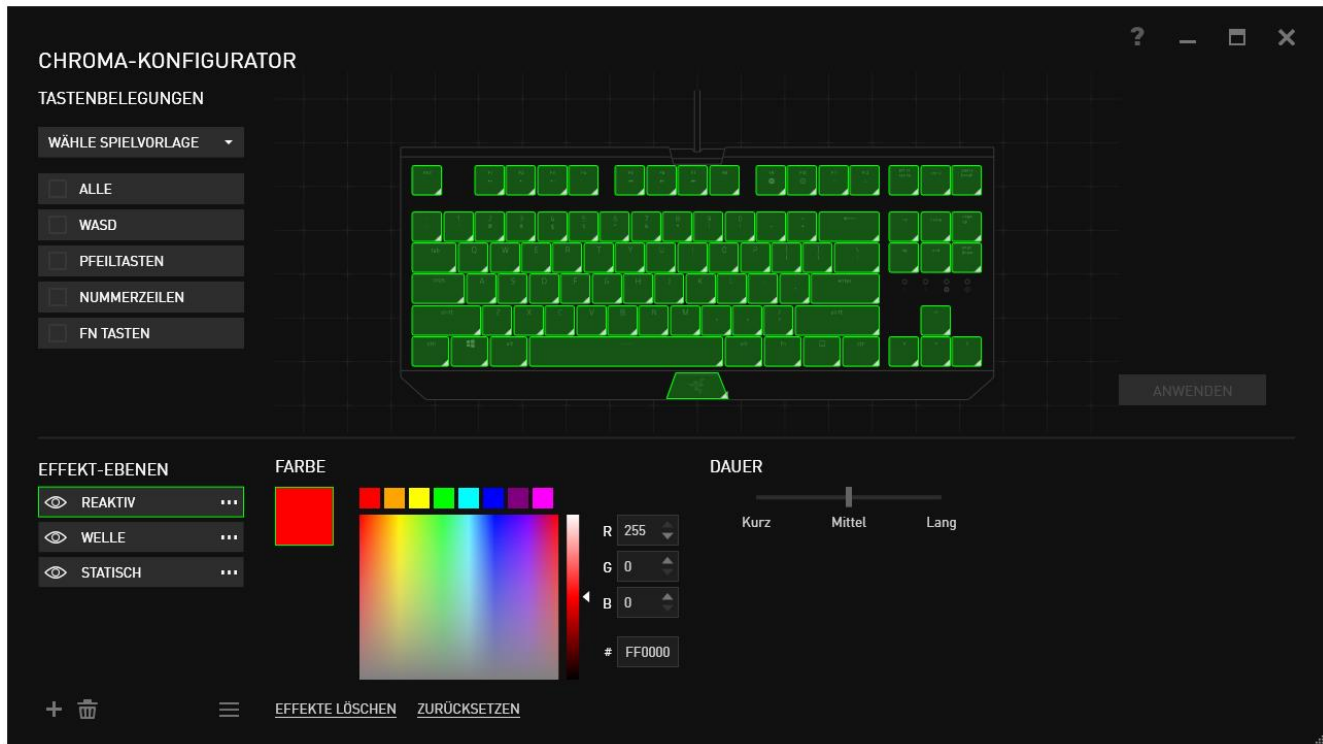 ?
CHROMA-KONFIGURATOR
TASTENBELEGUNGEN
WÄHLE SPIELVORLAGE
ALLE
WASD
PFEILTASTEN
NUMMERZEILEN
FN TASTEN
Q W E R T Y
A S D F G H J K
Z X C V B N M
ANWENDEN
EFFEKT-EBENEN
REAKTIV
WELLE
STATISCH
FARBE
R 255
G 0
B 0
# FF0000
DAUER
Kurz Mittel Lang
EFFEKTE LÖSCHEN ZURÜCKSETZEN